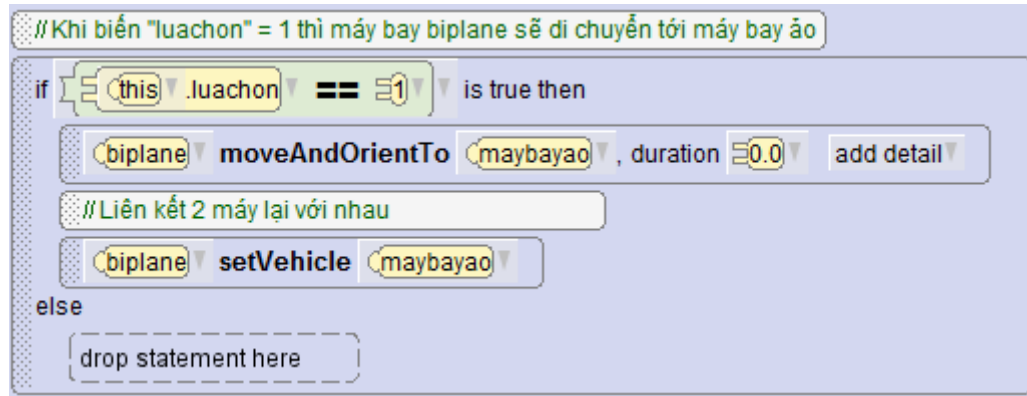 //Khi biến "luachon" = 1 thì máy bay biplane sẽ di chuyển tới máy bay ảo
if this .luachon == 1 is true then
biplane moveAndOrientTo maybayao , duration 0.0 add detail
//Liên kết 2 máy lại với nhau
biplane setVehicle maybayao
else
drop statement here